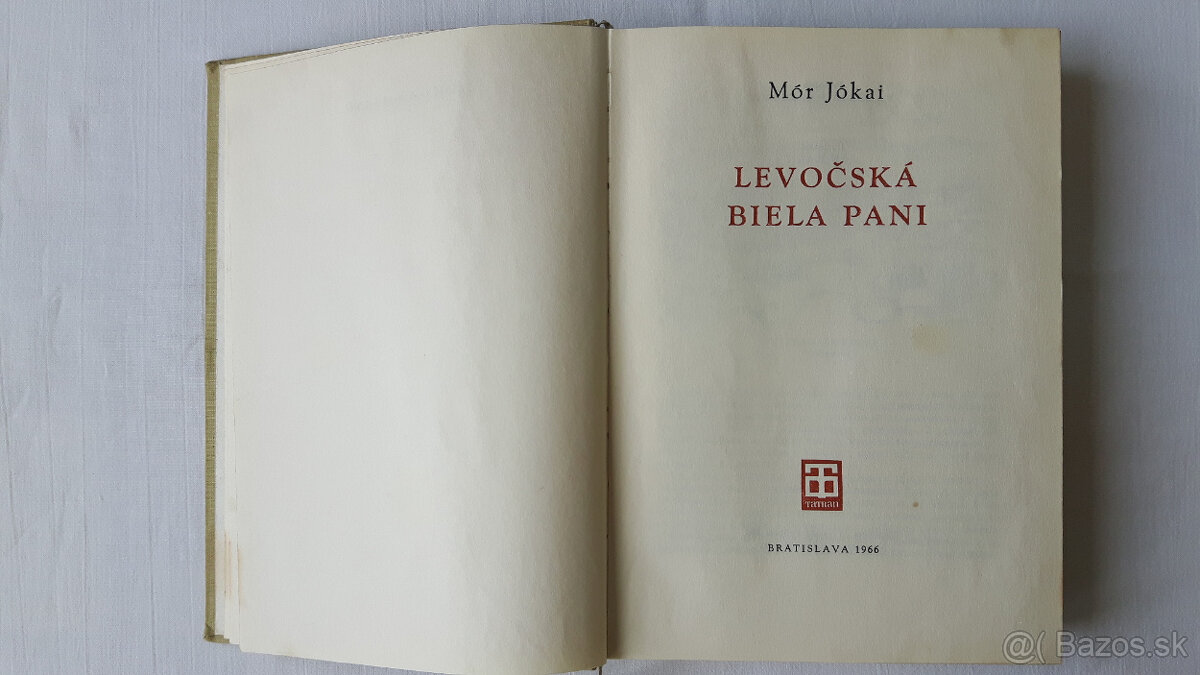 Mór Jókai
LEVOČSKÁ
BIELA PANI
TATRAN
BRATISLAVA 1966
@( Bazos.sk